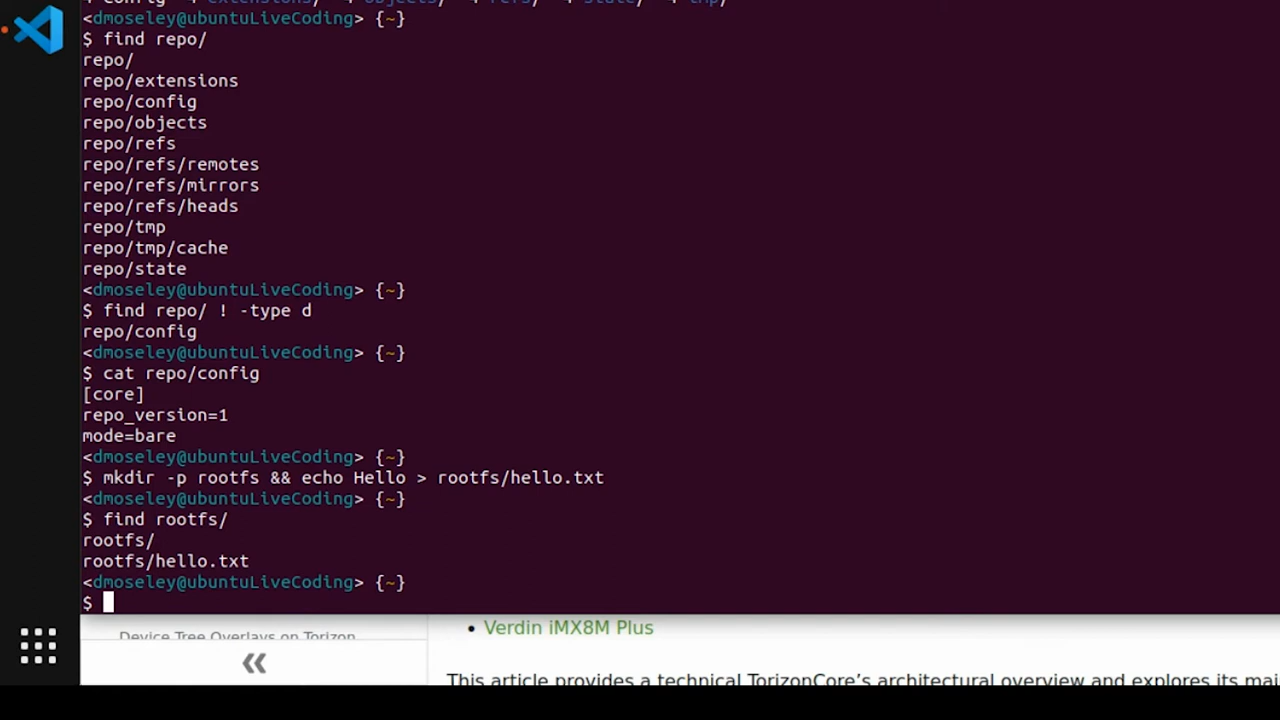 <dmoseley@ubuntuLiveCoding> {~}
$ find repo/
repo/
repo/extensions
repo/config
repo/objects
repo/refs
repo/refs/remotes
repo/refs/mirrors
repo/refs/heads
repo/tmp
repo/tmp/cache
repo/state
<dmoseley@ubuntuLiveCoding> {~}
$ find repo/ ! -type d
repo/config
<dmoseley@ubuntuLiveCoding> {~}
$ cat repo/config
[core]
repo_version=1
mode=bare
<dmoseley@ubuntuLiveCoding> {~}
$ mkdir -p rootfs && echo Hello > rootfs/hello.txt
<dmoseley@ubuntuLiveCoding> {~}
$ find rootfs/
rootfs/
rootfs/hello.txt
<dmoseley@ubuntuLiveCoding> {~}
$
Device Tree Overlays on Torizon
«
• Verdin iMX8M Plus
This article provides a technical TorizonCore's architectural overview and explores its mai